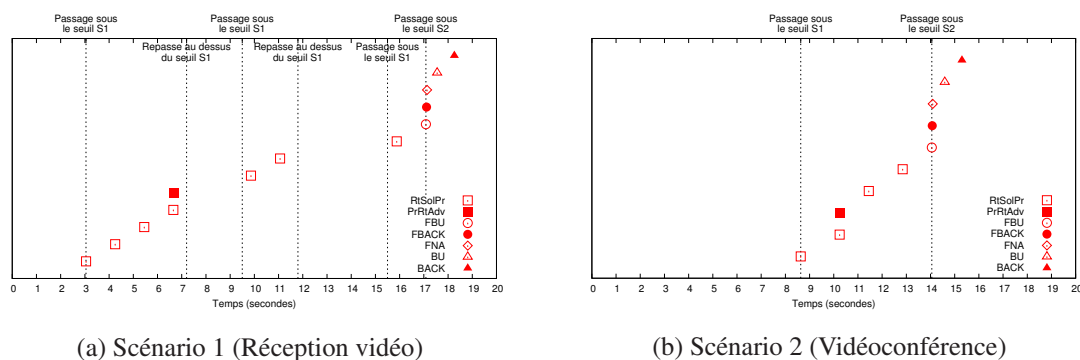 Passage sous
le seuil S1
Passage sous
le seuil S1
Passage sous
le seuil S2
Repasse au dessus
du seuil S1
Repasse au dessus
du seuil S1
Passage sous
le seuil S1
RtSolPr
PrRtAdv
FBU
FBACK
FNA
BU
BACK
0 1 2 3 4 5 6 7 8 9 10 11 12 13 14 15 16 17 18 19 20
Temps (secondes)
(a) Scénario 1 (Réception vidéo)
Passage sous
le seuil S1
Passage sous
le seuil S2
RtSolPr
PrRtAdv
FBU
FBACK
FNA
BU
BACK
0 1 2 3 4 5 6 7 8 9 10 11 12 13 14 15 16 17 18 19 20
Temps (secondes)
(b) Scénario 2 (Vidéoconférence)